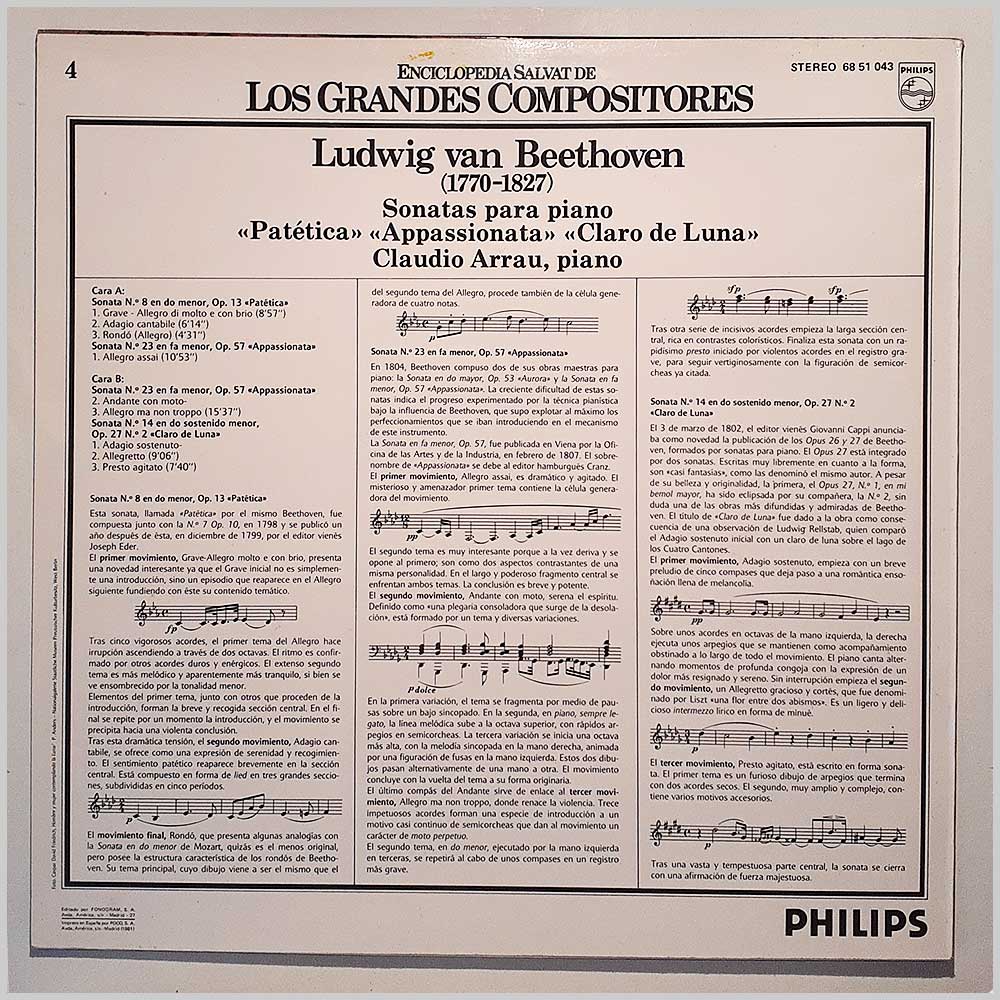 4
ENCICLOPEDIA SALVAT DE
LOS GRANDES COMPOSITORES
STEREO 68 51 043
PHILIPS
Ludwig van Beethoven
(1770-1827)
Sonatas para piano
«Patética» «Appassionata» «Claro de Luna»
Claudio Arrau, piano
Cara A:
Sonata N.º 8 en do menor, Op. 13 «Patética»
1. Grave - Allegro di molto e con brio (8'57'')
2. Adagio cantabile (6'14'')
3. Rondó (Allegro) (4'31'')
Sonata N.º 23 en fa menor, Op. 57 «Appassionata»
1. Allegro assai (10'53'')
Cara B:
Sonata N.º 23 en fa menor, Op. 57 «Appassionata»
2. Andante con moto-
3. Allegro ma non troppo (15'37'')
Sonata N.º 14 en do sostenido menor,
Op. 27 N.º 2 «Claro de Luna»
1. Adagio sostenuto-
2. Allegretto (9'06'')
3. Presto agitato (7'40'')
Sonata N.º 8 en do menor, Op. 13 «Patética»
Esta sonata, llamada «Patética» por el mismo Beethoven, fue
compuesta junto con la N.º 7 Op. 10, en 1798 y se publicó un
año después de ésta, en diciembre de 1799, por el editor vienés
Joseph Eder.
El primer movimiento, Grave-Allegro molto e con brio, presenta
una novedad interesante ya que el Grave inicial no es simplemen-
te una introducción, sino un episodio que reaparece en el Allegro
siguiente fundiendo con éste su contenido temático.
fp
Tras cinco vigorosos acordes, el primer tema del Allegro hace
irrupción ascendiendo a través de dos octavas. El ritmo es confir-
mado por otros acordes duros y enérgicos. El extenso segundo
tema es más melódico y aparentemente más tranquilo, si bien se
ve ensombrecido por la tonalidad menor.
Elementos del primer tema, junto con otros que proceden de la
introducción, forman la breve y recogida sección central. En el fi-
nal se repite por un momento la introducción, y el movimiento se
precipita hacia una violenta conclusión.
Tras esta dramática tensión, el segundo movimiento, Adagio can-
tabile, se ofrece como una expresión de serenidad y recogimien-
to. El sentimiento patético reaparece brevemente en la sección
central. Está compuesto en forma de lied en tres grandes seccio-
nes, subdivididas en cinco períodos.
p
El movimiento final, Rondó, que presenta algunas analogías con
la Sonata en do menor de Mozart, quizás es el menos original,
pero posee la estructura característica de los rondós de Beetho-
ven. Su tema principal, cuyo dibujo viene a ser el mismo que el
del segundo tema del Allegro, procede también de la célula gene-
radora de cuatro notas.
p
Sonata N.º 23 en fa menor, Op. 57 «Appassionata»
En 1804, Beethoven compuso dos de sus obras maestras para
piano: la Sonata en do mayor, Op. 53 «Aurora» y la Sonata en fa
menor, Op. 57 «Appassionata». La creciente dificultad de estas so-
natas indica el progreso experimentado por la técnica pianística
bajo la influencia de Beethoven, que supo explotar al máximo los
perfeccionamientos que se iban introduciendo en el mecanismo
de este instrumento.
La Sonata en fa menor, Op. 57, fue publicada en Viena por la Ofi-
cina de las Artes y de la Industria, en febrero de 1807. El sobre-
nombre de «Appassionata» se debe al editor hamburgués Cranz.
El primer movimiento, Allegro assai, es dramático y agitado. El
misterioso y amenazador primer tema contiene la célula genera-
dora del movimiento.
pp
El segundo tema es muy interesante porque a la vez deriva y se
opone al primero; son como dos aspectos contrastantes de una
misma personalidad. En el largo y poderoso fragmento central se
enfrentan ambos temas. La conclusión es breve y potente.
El segundo movimiento, Andante con moto, serena el espíritu.
Definido como «una plegaria consoladora que surge de la desola-
ción», está formado por un tema y diversas variaciones.
p dolce
En la primera variación, el tema se fragmenta por medio de pau-
sas sobre un bajo sincopado. En la segunda, en piano, sempre le-
gato, la línea melódica sube a la octava superior, con rápidos ar-
pegios en semicorcheas. La tercera variación se inicia una octava
más alta, con la melodía sincopada en la mano derecha, animada
por una figuración de fusas en la mano izquierda. Estos dos dibu-
jos pasan alternativamente de una mano a otra. El movimiento
concluye con la vuelta del tema a su forma originaria.
El último compás del Andante sirve de enlace al tercer movi-
miento, Allegro ma non troppo, donde renace la violencia. Trece
impetuosos acordes forman una especie de introducción a un
motivo casi continuo de semicorcheas que dan al movimiento un
carácter de moto perpetuo.
El segundo tema, en do menor, ejecutado por la mano izquierda
en terceras, se repetirá al cabo de unos compases en un registro
más grave.
sfp sfp
Tras otra serie de incisivos acordes empieza la larga sección cen-
tral, rica en contrastes colorísticos. Finaliza esta sonata con un ra-
pidísimo presto iniciado por violentos acordes en el registro gra-
ve, para seguir vertiginosamente con la figuración de semicor-
cheas ya citada.
Sonata N.º 14 en do sostenido menor, Op. 27 N.º 2
«Claro de Luna»
El 3 de marzo de 1802, el editor vienés Giovanni Cappi anuncia-
ba como novedad la publicación de los Opus 26 y 27 de Beetho-
ven, formados por sonatas para piano. El Opus 27 está integrado
por dos sonatas. Escritas muy libremente en cuanto a la forma,
son «casi fantasías», como las denominó el mismo autor. A pesar
de su belleza y originalidad, la primera, el Opus 27, N.º 1, en mi
bemol mayor, ha sido eclipsada por su compañera, la N.º 2, sin
duda una de las obras más difundidas y admiradas de Beetho-
ven. El título de «Claro de Luna» fue dado a la obra como conse-
cuencia de una observación de Ludwig Rellstab, quien comparó
el Adagio sostenuto inicial con un claro de luna sobre el lago de
los Cuatro Cantones.
El primer movimiento, Adagio sostenuto, empieza con un breve
preludio de cinco compases que deja paso a una romántica enso-
ñación llena de melancolía.
pp
Sobre unos acordes en octavas de la mano izquierda, la derecha
ejecuta unos arpegios que se mantienen como acompañamiento
obstinado a lo largo de todo el movimiento. El piano canta alter-
nando momentos de profunda congoja con la expresión de un
dolor más resignado y sereno. Sin interrupción empieza el segun-
do movimiento, un Allegretto gracioso y cortés, que fue denomi-
nado por Liszt «una flor entre dos abismos». Es un ligero y deli-
cioso intermezzo lírico en forma de minué.
p
El tercer movimiento, Presto agitato, está escrito en forma sona-
ta. El primer tema es un furioso dibujo de arpegios que termina
con dos acordes secos. El segundo, muy amplio y complejo, con-
tiene varios motivos accesorios.
p
Tras una vasta y tempestuosa parte central, la sonata se cierra
con una afirmación de fuerza majestuosa.
Editado por FONOGRAM, S. A.
Avda. América, s/n - Madrid - 27
Impreso en España por POCO, S. A.
Avda. América, s/n - Madrid (1981)
PHILIPS